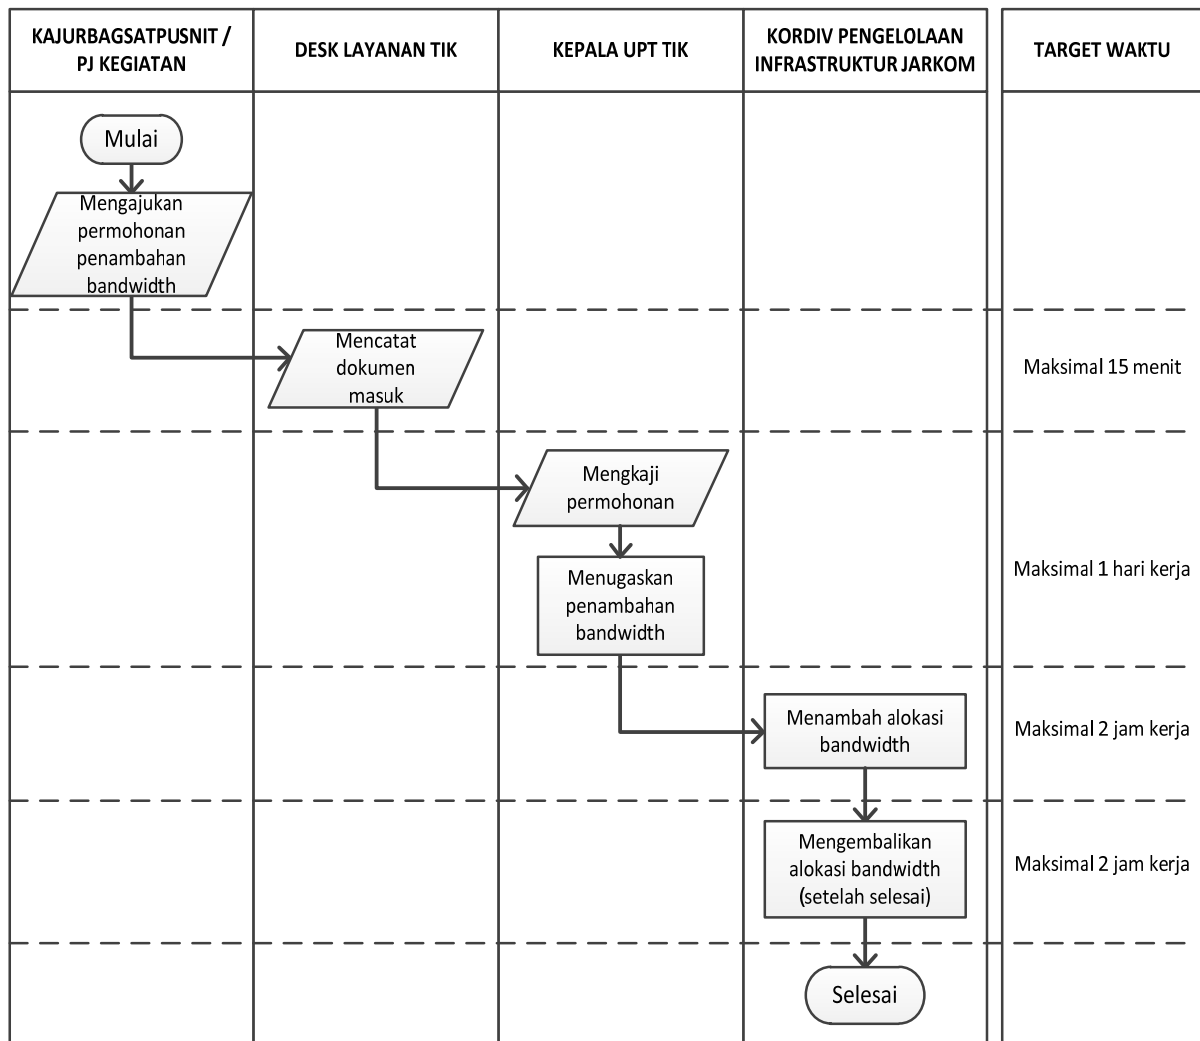 KAJURBAGSATPUSNIT /
PJ KEGIATAN
DESK LAYANAN TIK
KEPALA UPT TIK
KORDIV PENGELOLAAN
INFRASTRUKTUR JARKOM
TARGET WAKTU
Mulai
Mengajukan
permohonan
penambahan
bandwidth
Mencatat
dokumen
masuk
Maksimal 15 menit
Mengkaji
permohonan
Menugaskan
penambahan
bandwidth
Maksimal 1 hari kerja
Menambah alokasi
bandwidth
Maksimal 2 jam kerja
Mengembalikan
alokasi bandwidth
(setelah selesai)
Maksimal 2 jam kerja
Selesai